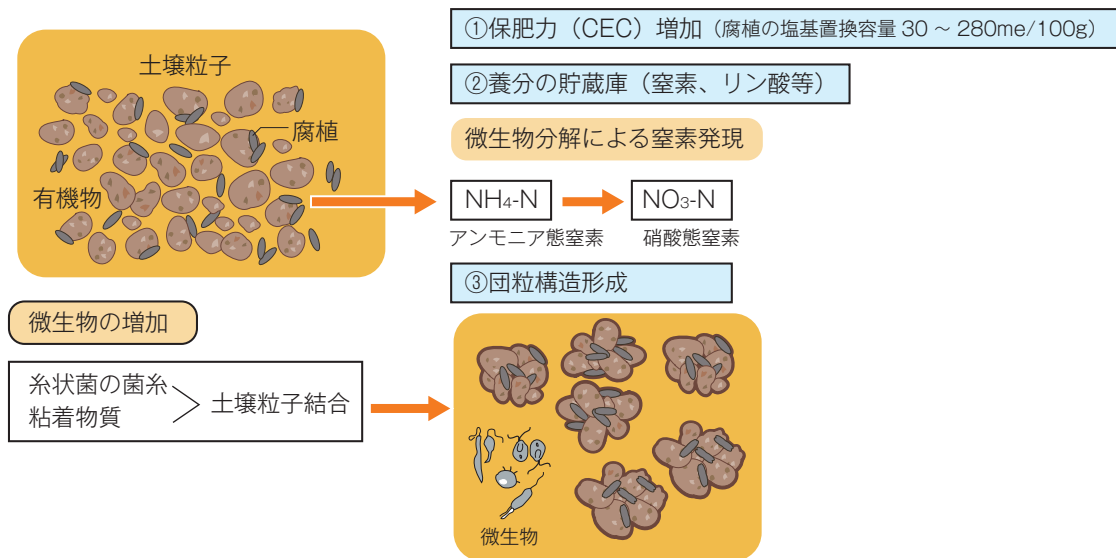 土壌粒子
腐植
有機物
①保肥力（CEC）増加（腐植の塩基置換容量 30 ～ 280me/100g）
②養分の貯蔵庫（窒素、リン酸等）
微生物分解による窒素発現
NH₄-N
NO₃-N
アンモニア態窒素
硝酸態窒素
③団粒構造形成
微生物の増加
糸状菌の菌糸
粘着物質
土壌粒子結合
微生物